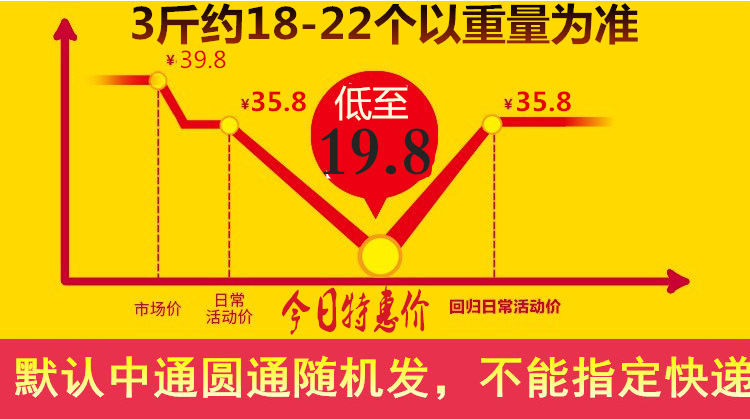 3斤约18-22个以重量为准
¥39.8
¥35.8
低至
19.8
¥35.8
市场价
日常
活动价
今日特惠价
回归日常活动价
默认中通圆通随机发，不能指定快递